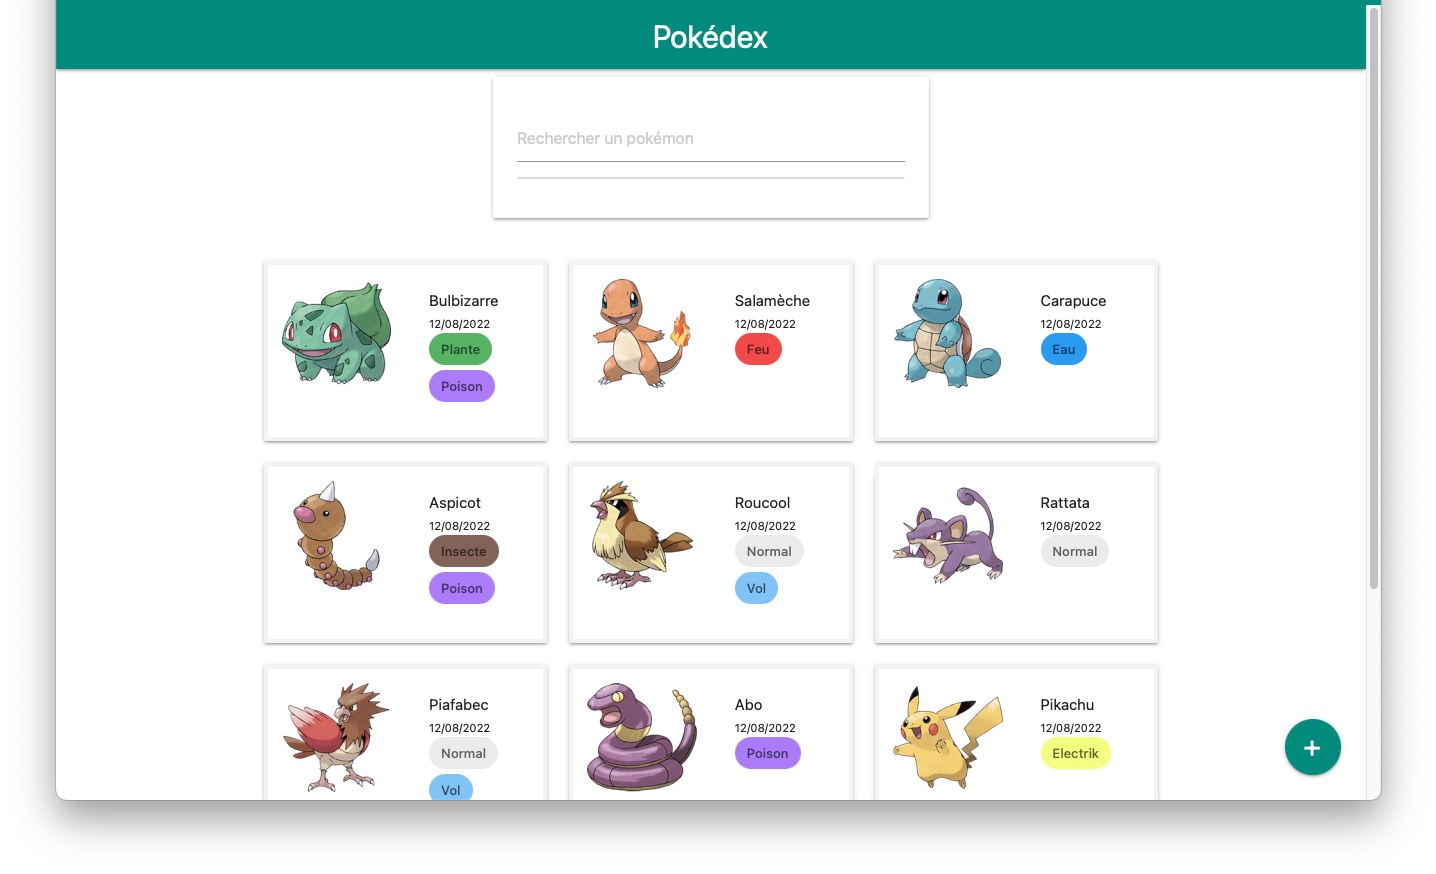 Pokédex
Rechercher un pokémon
Bulbizarre
12/08/2022
Plante
Poison
Salamèche
12/08/2022
Feu
Carapuce
12/08/2022
Eau
Aspicot
12/08/2022
Insecte
Poison
Roucool
12/08/2022
Normal
Vol
Rattata
12/08/2022
Normal
Piafabec
12/08/2022
Normal
Vol
Abo
12/08/2022
Poison
Pikachu
12/08/2022
Electrik
+